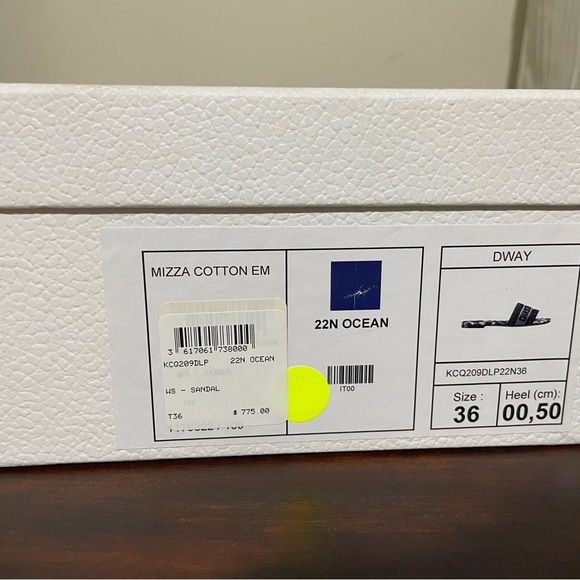 MIZZA COTTON EM
3 617061 738000
KCQ209DLP 22N OCEAN
WS - SANDAL
T36 $ 775.00
22N OCEAN
IT00
DWAY
KCQ209DLP22N36
Size : Heel (cm):
36 00,50